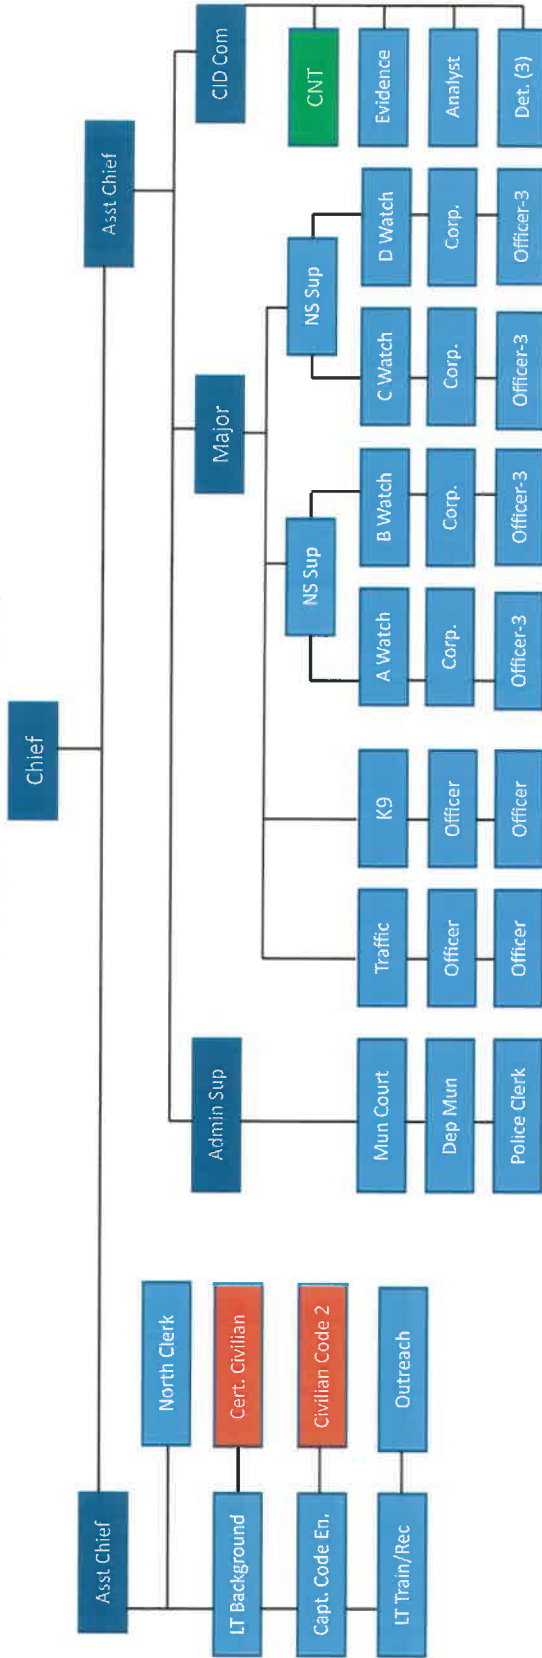 Chief
Asst Chief
Asst Chief
North Clerk
LT Background
Cert. Civilian
Capt. Code En.
Civilian Code 2
LT Train/Rec
Outreach
Admin Sup
Major
CID Com
Mun Court
Dep Mun
Police Clerk
Traffic
Officer
Officer
K9
Officer
Officer
NS Sup
A Watch
Corp.
Officer-3
B Watch
Corp.
Officer-3
NS Sup
C Watch
Corp.
Officer-3
D Watch
Corp.
Officer-3
CNT
Evidence
Analyst
Det. (3)